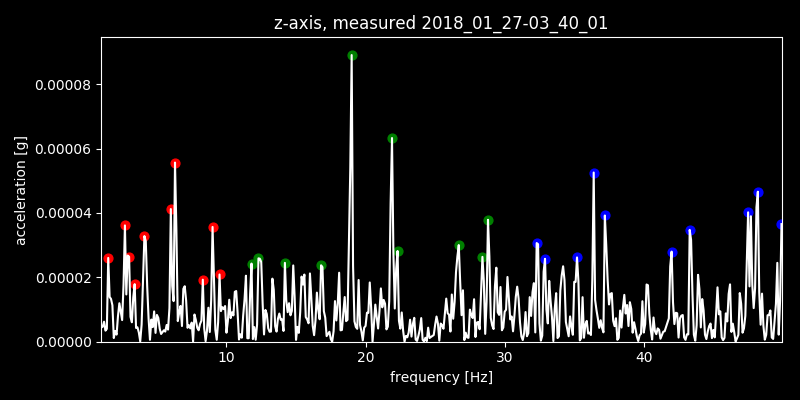 z-axis, measured 2018_01_27-03_40_01
acceleration [g]
0.00008
0.00006
0.00004
0.00002
0.00000
10 20 30 40
frequency [Hz]